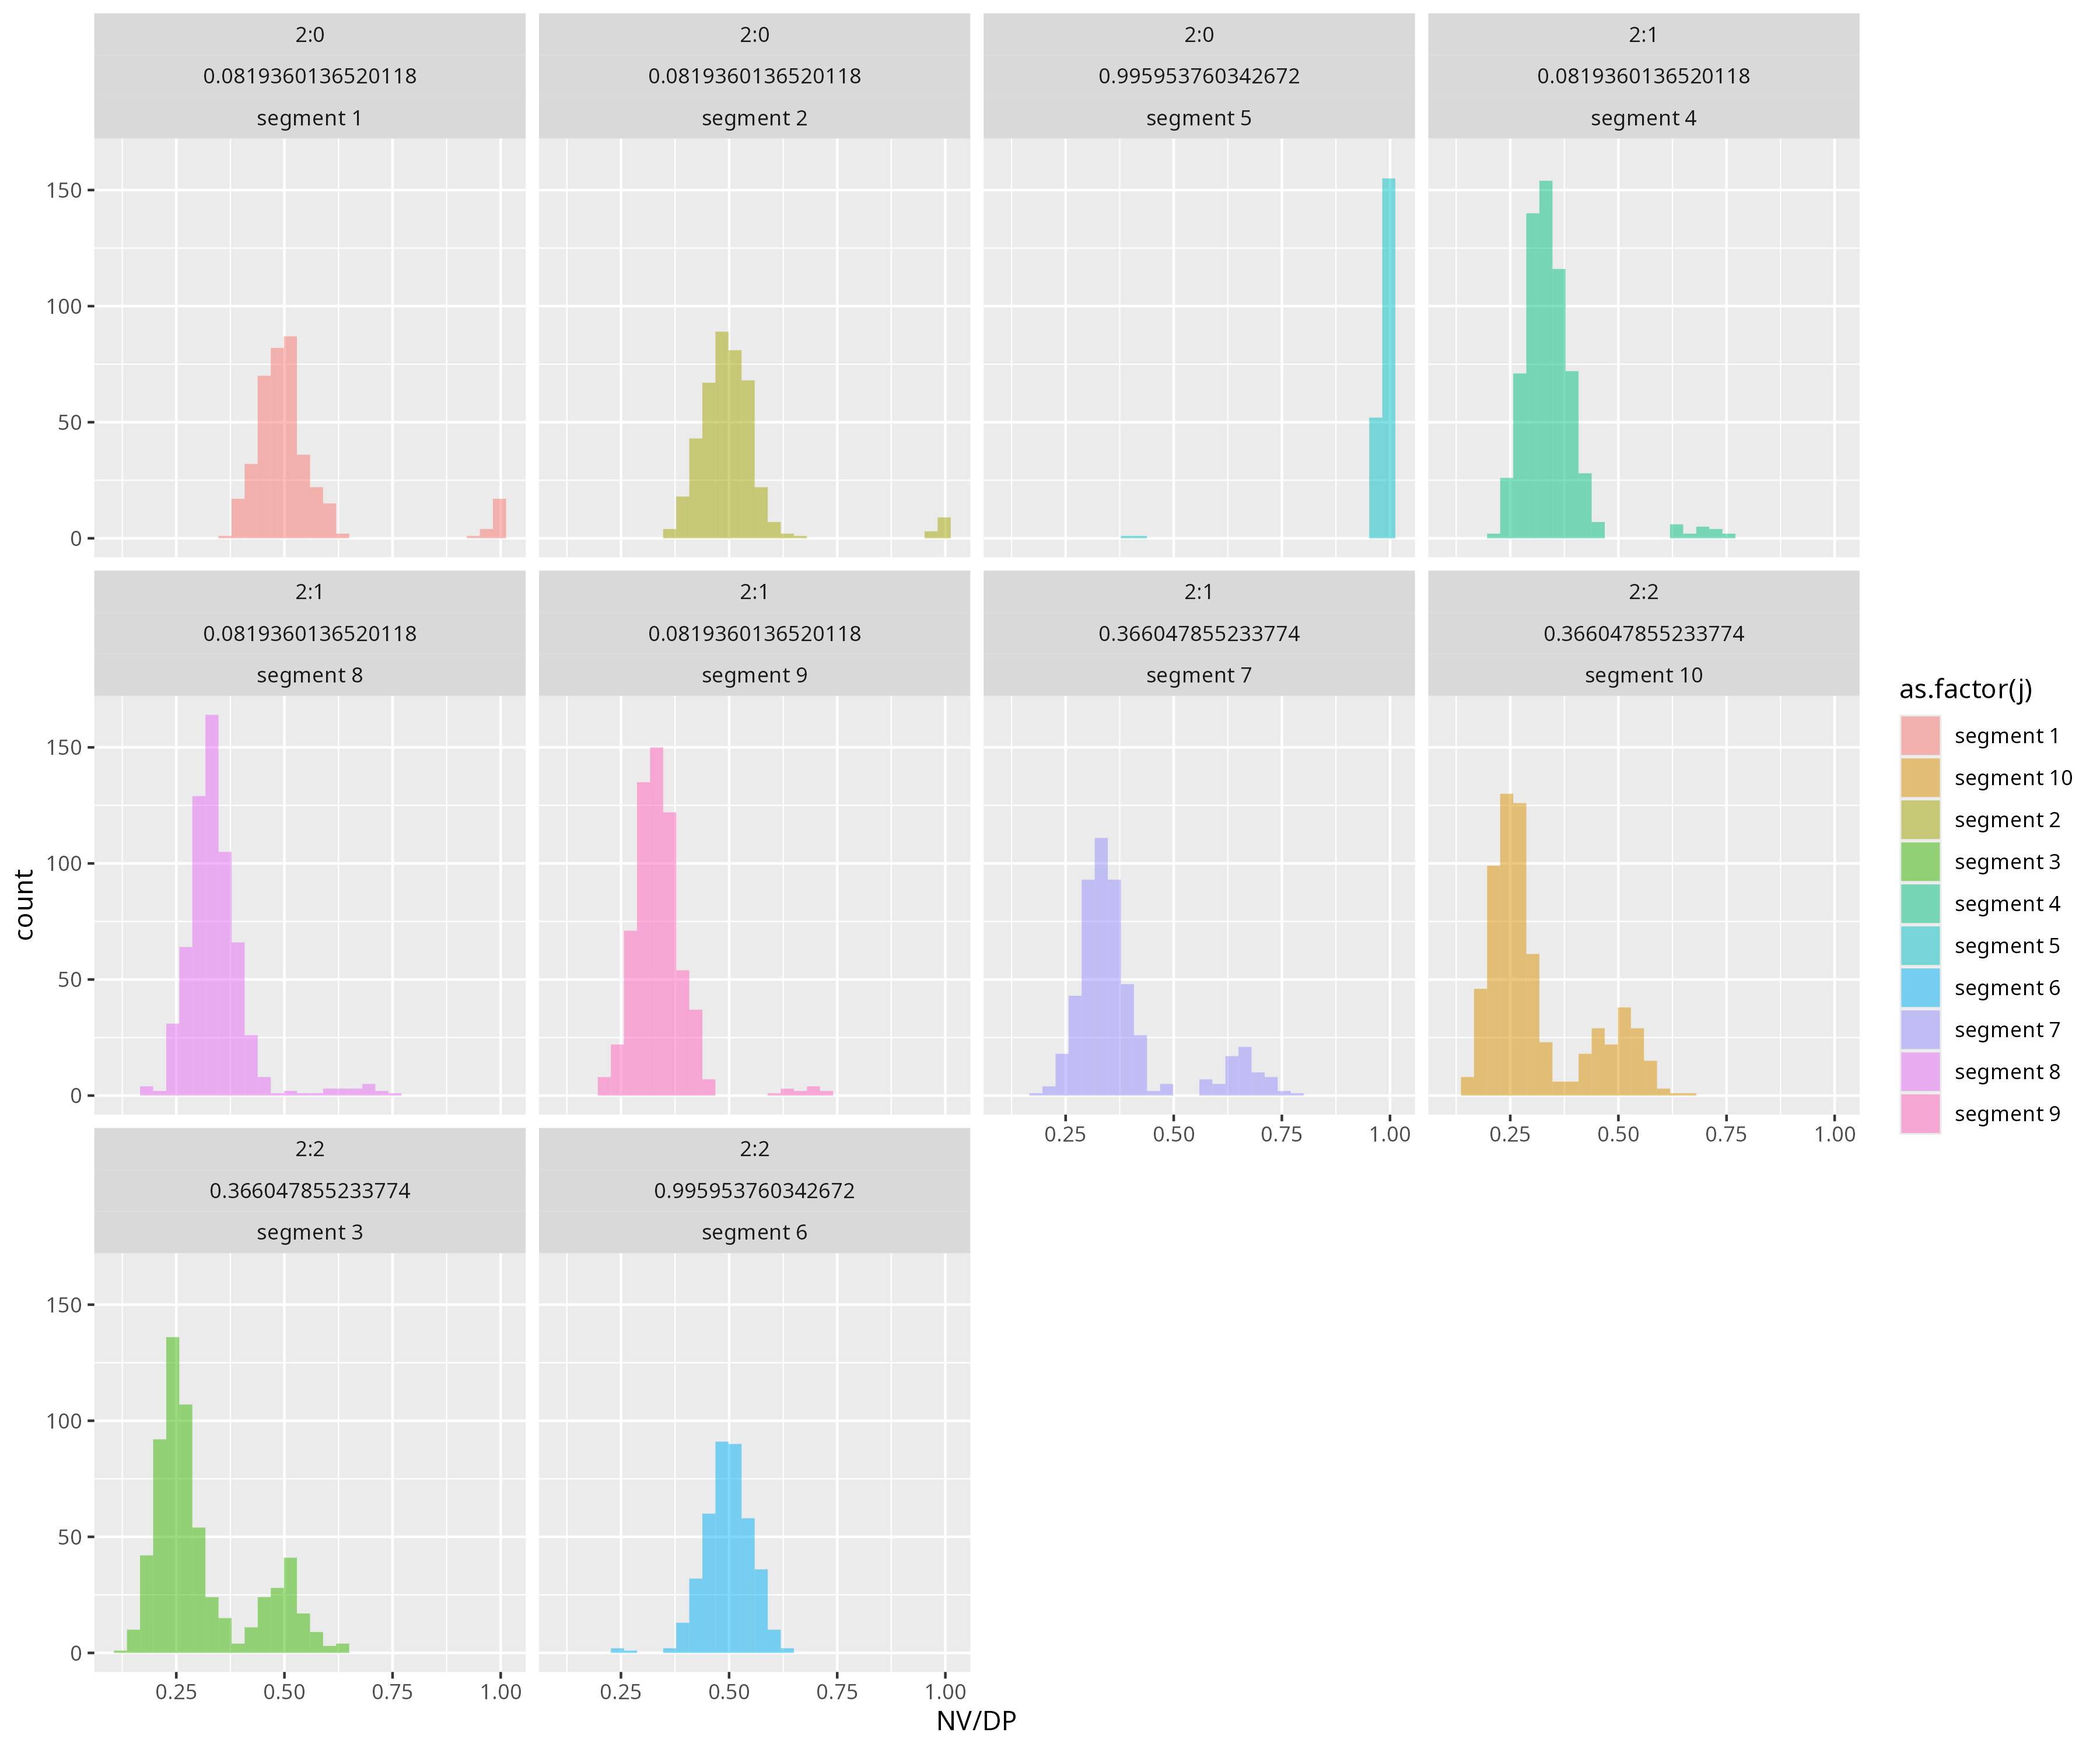 2:0
0.0819360136520118
segment 1
2:0
0.0819360136520118
segment 2
2:0
0.995953760342672
segment 5
2:1
0.0819360136520118
segment 4
150
100
50
0
2:1
0.0819360136520118
segment 8
2:1
0.0819360136520118
segment 9
2:1
0.366047855233774
segment 7
2:2
0.366047855233774
segment 10
150
100
50
0
0.25 0.50 0.75 1.00
0.25 0.50 0.75 1.00
2:2
0.366047855233774
segment 3
2:2
0.995953760342672
segment 6
150
100
50
0
0.25 0.50 0.75 1.00
0.25 0.50 0.75 1.00
NV/DP
count
as.factor(j)
segment 1
segment 10
segment 2
segment 3
segment 4
segment 5
segment 6
segment 7
segment 8
segment 9